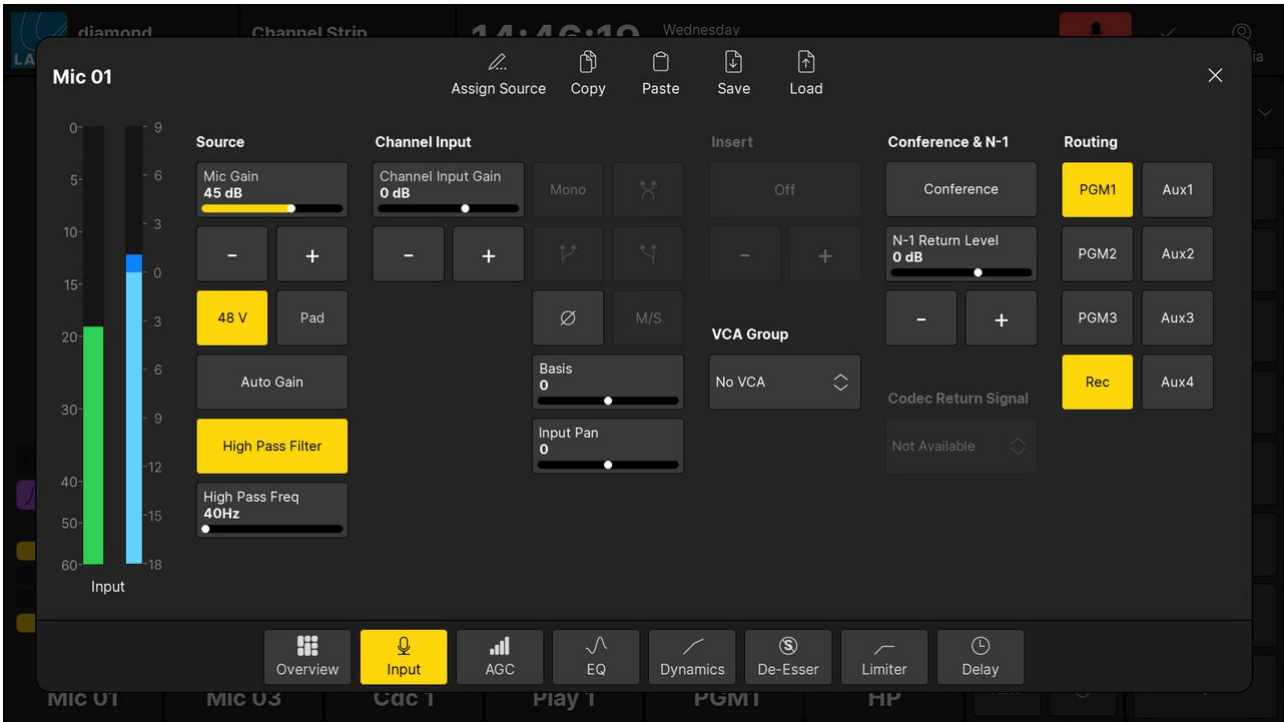 diamond
Channel Strip
14:46:19
Wednesday
LA
Mic 01
Assign Source
Copy
Paste
Save
Load
Source
Channel Input
Insert
Conference & N-1
Routing
0
5
10
15
20
30
40
50
60
9
6
3
0
3
6
9
12
15
18
Input
Mic Gain
45 dB
-
+
48 V
Pad
Auto Gain
High Pass Filter
High Pass Freq
40Hz
Channel Input Gain
0 dB
-
+
Mono
Ø
M/S
Basis
0
Input Pan
0
Off
-
+
VCA Group
No VCA
Conference
N-1 Return Level
0 dB
-
+
Codec Return Signal
Not Available
PGM1
Aux1
PGM2
Aux2
PGM3
Aux3
Rec
Aux4
Overview
Input
AGC
EQ
Dynamics
De-Esser
Limiter
Delay
Mic 01
Mic 03
Cdc 1
Play 1
PGM1
HP